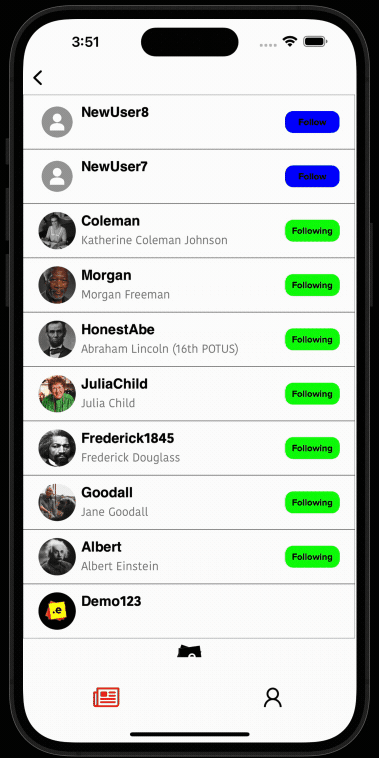 3:51
NewUser8
Follow
NewUser7
Follow
Coleman
Katherine Coleman Johnson
Following
Morgan
Morgan Freeman
Following
HonestAbe
Abraham Lincoln (16th POTUS)
Following
JuliaChild
Julia Child
Following
Frederick1845
Frederick Douglass
Following
Goodall
Jane Goodall
Following
Albert
Albert Einstein
Following
.e
Demo123